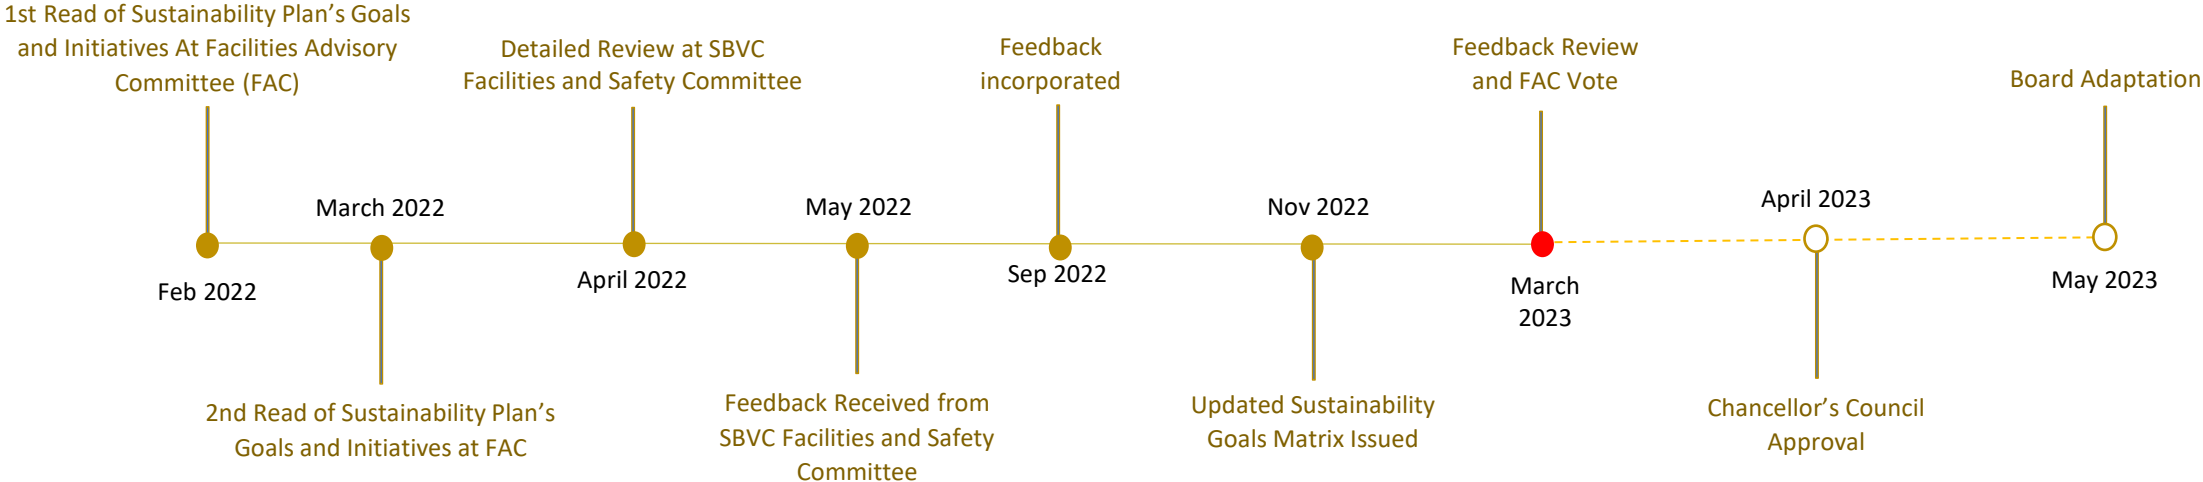 1st Read of Sustainability Plan’s Goals
and Initiatives At Facilities Advisory
Committee (FAC)
Feb 2022
March 2022
2nd Read of Sustainability Plan’s
Goals and Initiatives at FAC
Detailed Review at SBVC
Facilities and Safety Committee
April 2022
May 2022
Feedback Received from
SBVC Facilities and Safety
Committee
Feedback
incorporated
Sep 2022
Nov 2022
Updated Sustainability
Goals Matrix Issued
Feedback Review
and FAC Vote
March
2023
April 2023
Chancellor’s Council
Approval
Board Adaptation
May 2023